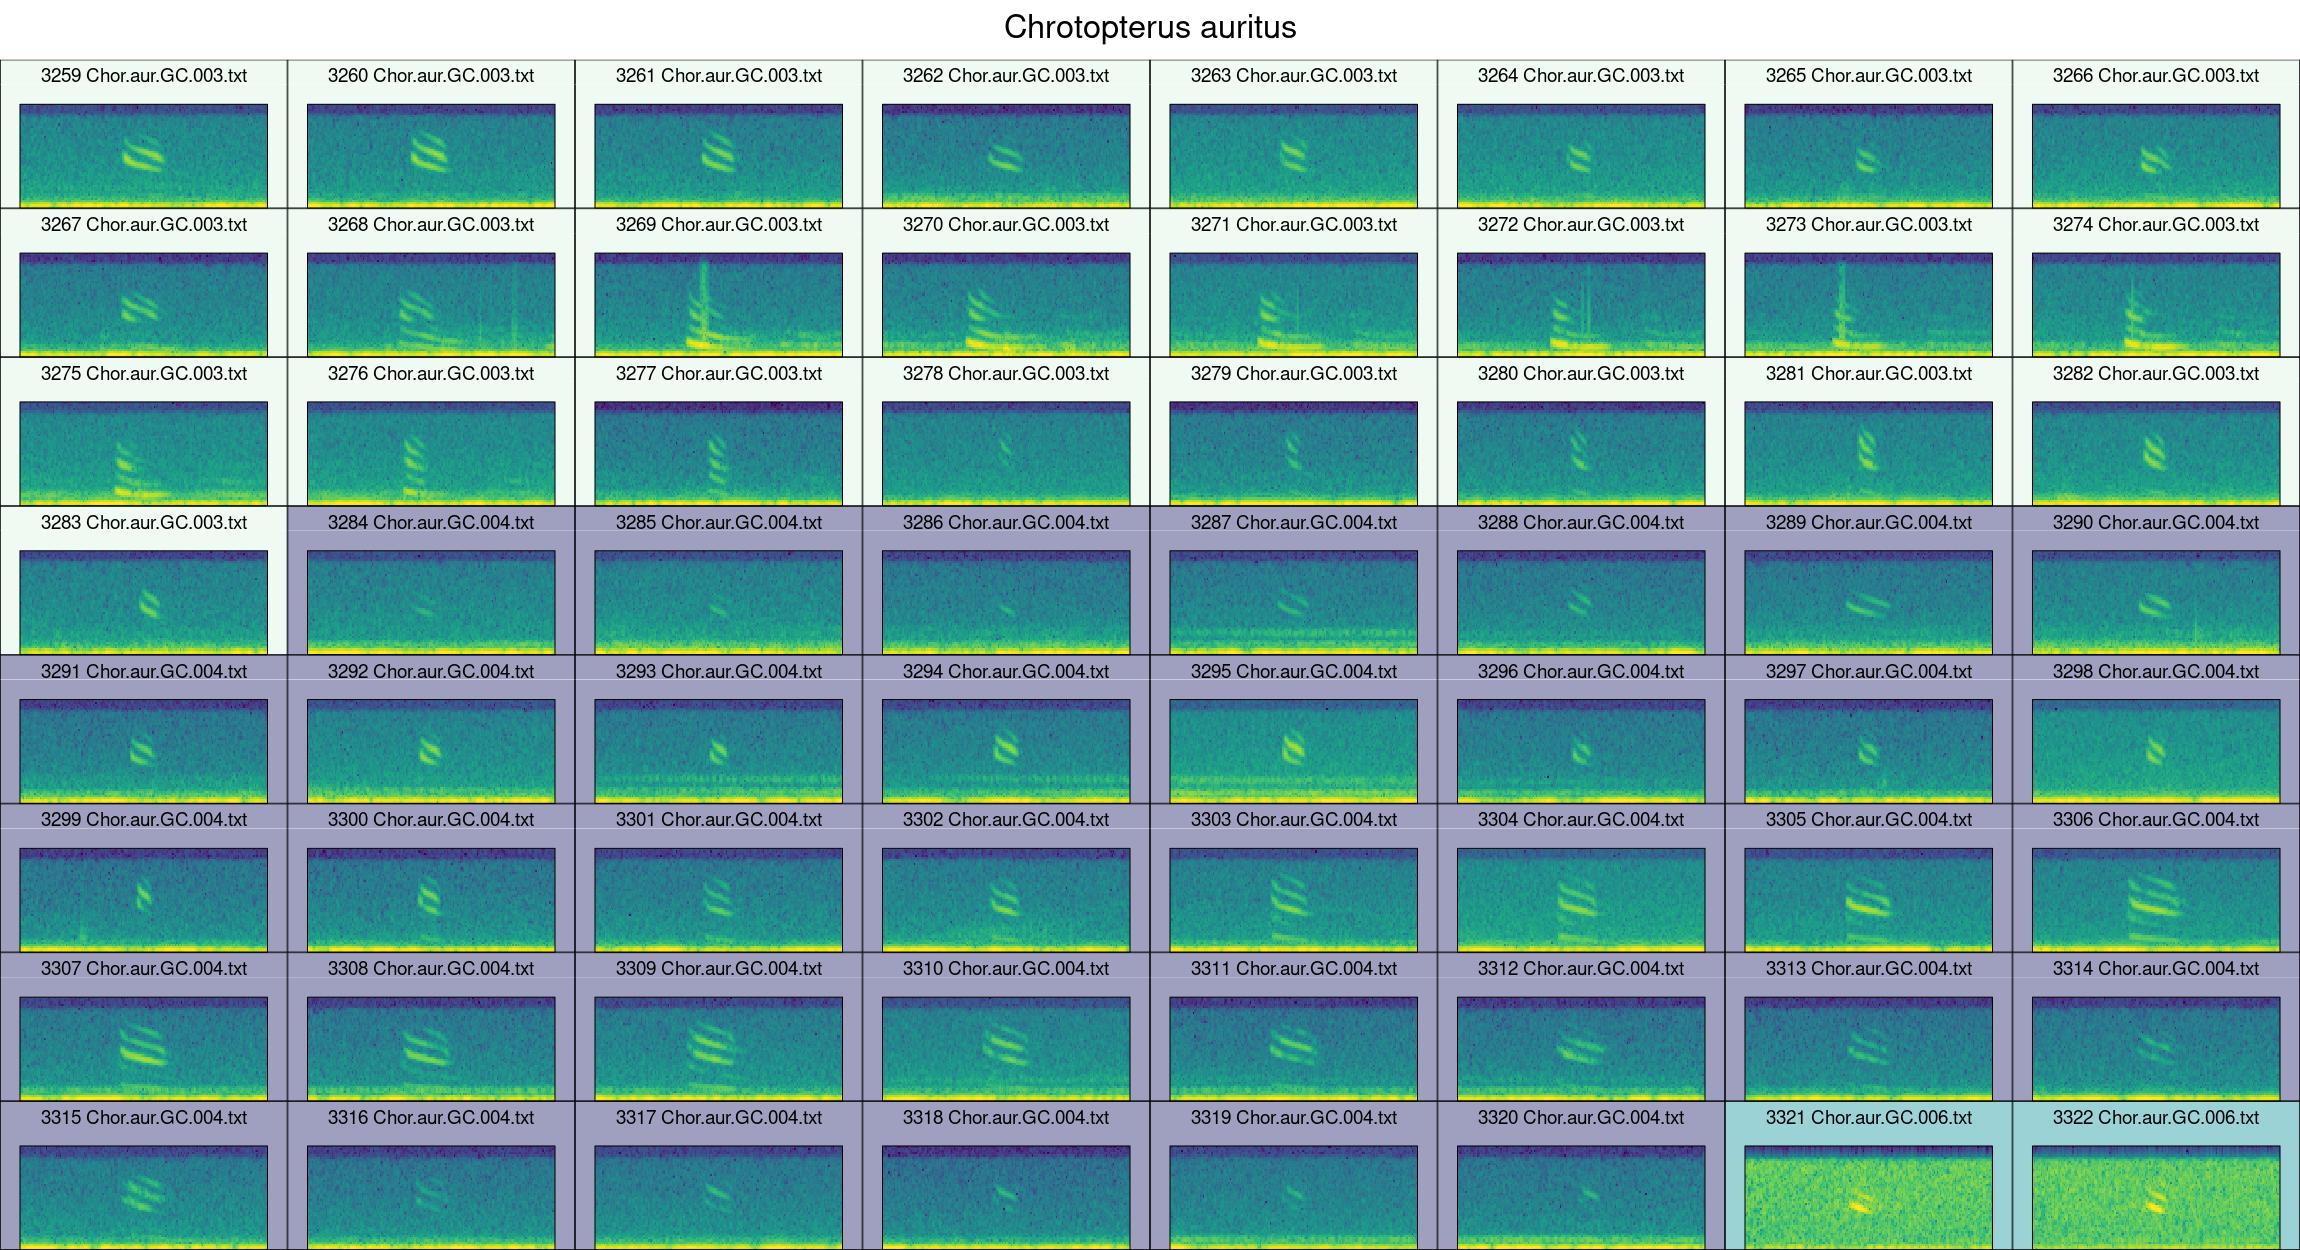 Chrotopterus auritus
3259 Chor.aur.GC.003.txt 3260 Chor.aur.GC.003.txt 3261 Chor.aur.GC.003.txt 3262 Chor.aur.GC.003.txt 3263 Chor.aur.GC.003.txt 3264 Chor.aur.GC.003.txt 3265 Chor.aur.GC.003.txt 3266 Chor.aur.GC.003.txt
3267 Chor.aur.GC.003.txt 3268 Chor.aur.GC.003.txt 3269 Chor.aur.GC.003.txt 3270 Chor.aur.GC.003.txt 3271 Chor.aur.GC.003.txt 3272 Chor.aur.GC.003.txt 3273 Chor.aur.GC.003.txt 3274 Chor.aur.GC.003.txt
3275 Chor.aur.GC.003.txt 3276 Chor.aur.GC.003.txt 3277 Chor.aur.GC.003.txt 3278 Chor.aur.GC.003.txt 3279 Chor.aur.GC.003.txt 3280 Chor.aur.GC.003.txt 3281 Chor.aur.GC.003.txt 3282 Chor.aur.GC.003.txt
3283 Chor.aur.GC.003.txt 3284 Chor.aur.GC.004.txt 3285 Chor.aur.GC.004.txt 3286 Chor.aur.GC.004.txt 3287 Chor.aur.GC.004.txt 3288 Chor.aur.GC.004.txt 3289 Chor.aur.GC.004.txt 3290 Chor.aur.GC.004.txt
3291 Chor.aur.GC.004.txt 3292 Chor.aur.GC.004.txt 3293 Chor.aur.GC.004.txt 3294 Chor.aur.GC.004.txt 3295 Chor.aur.GC.004.txt 3296 Chor.aur.GC.004.txt 3297 Chor.aur.GC.004.txt 3298 Chor.aur.GC.004.txt
3299 Chor.aur.GC.004.txt 3300 Chor.aur.GC.004.txt 3301 Chor.aur.GC.004.txt 3302 Chor.aur.GC.004.txt 3303 Chor.aur.GC.004.txt 3304 Chor.aur.GC.004.txt 3305 Chor.aur.GC.004.txt 3306 Chor.aur.GC.004.txt
3307 Chor.aur.GC.004.txt 3308 Chor.aur.GC.004.txt 3309 Chor.aur.GC.004.txt 3310 Chor.aur.GC.004.txt 3311 Chor.aur.GC.004.txt 3312 Chor.aur.GC.004.txt 3313 Chor.aur.GC.004.txt 3314 Chor.aur.GC.004.txt
3315 Chor.aur.GC.004.txt 3316 Chor.aur.GC.004.txt 3317 Chor.aur.GC.004.txt 3318 Chor.aur.GC.004.txt 3319 Chor.aur.GC.004.txt 3320 Chor.aur.GC.004.txt 3321 Chor.aur.GC.006.txt 3322 Chor.aur.GC.006.txt